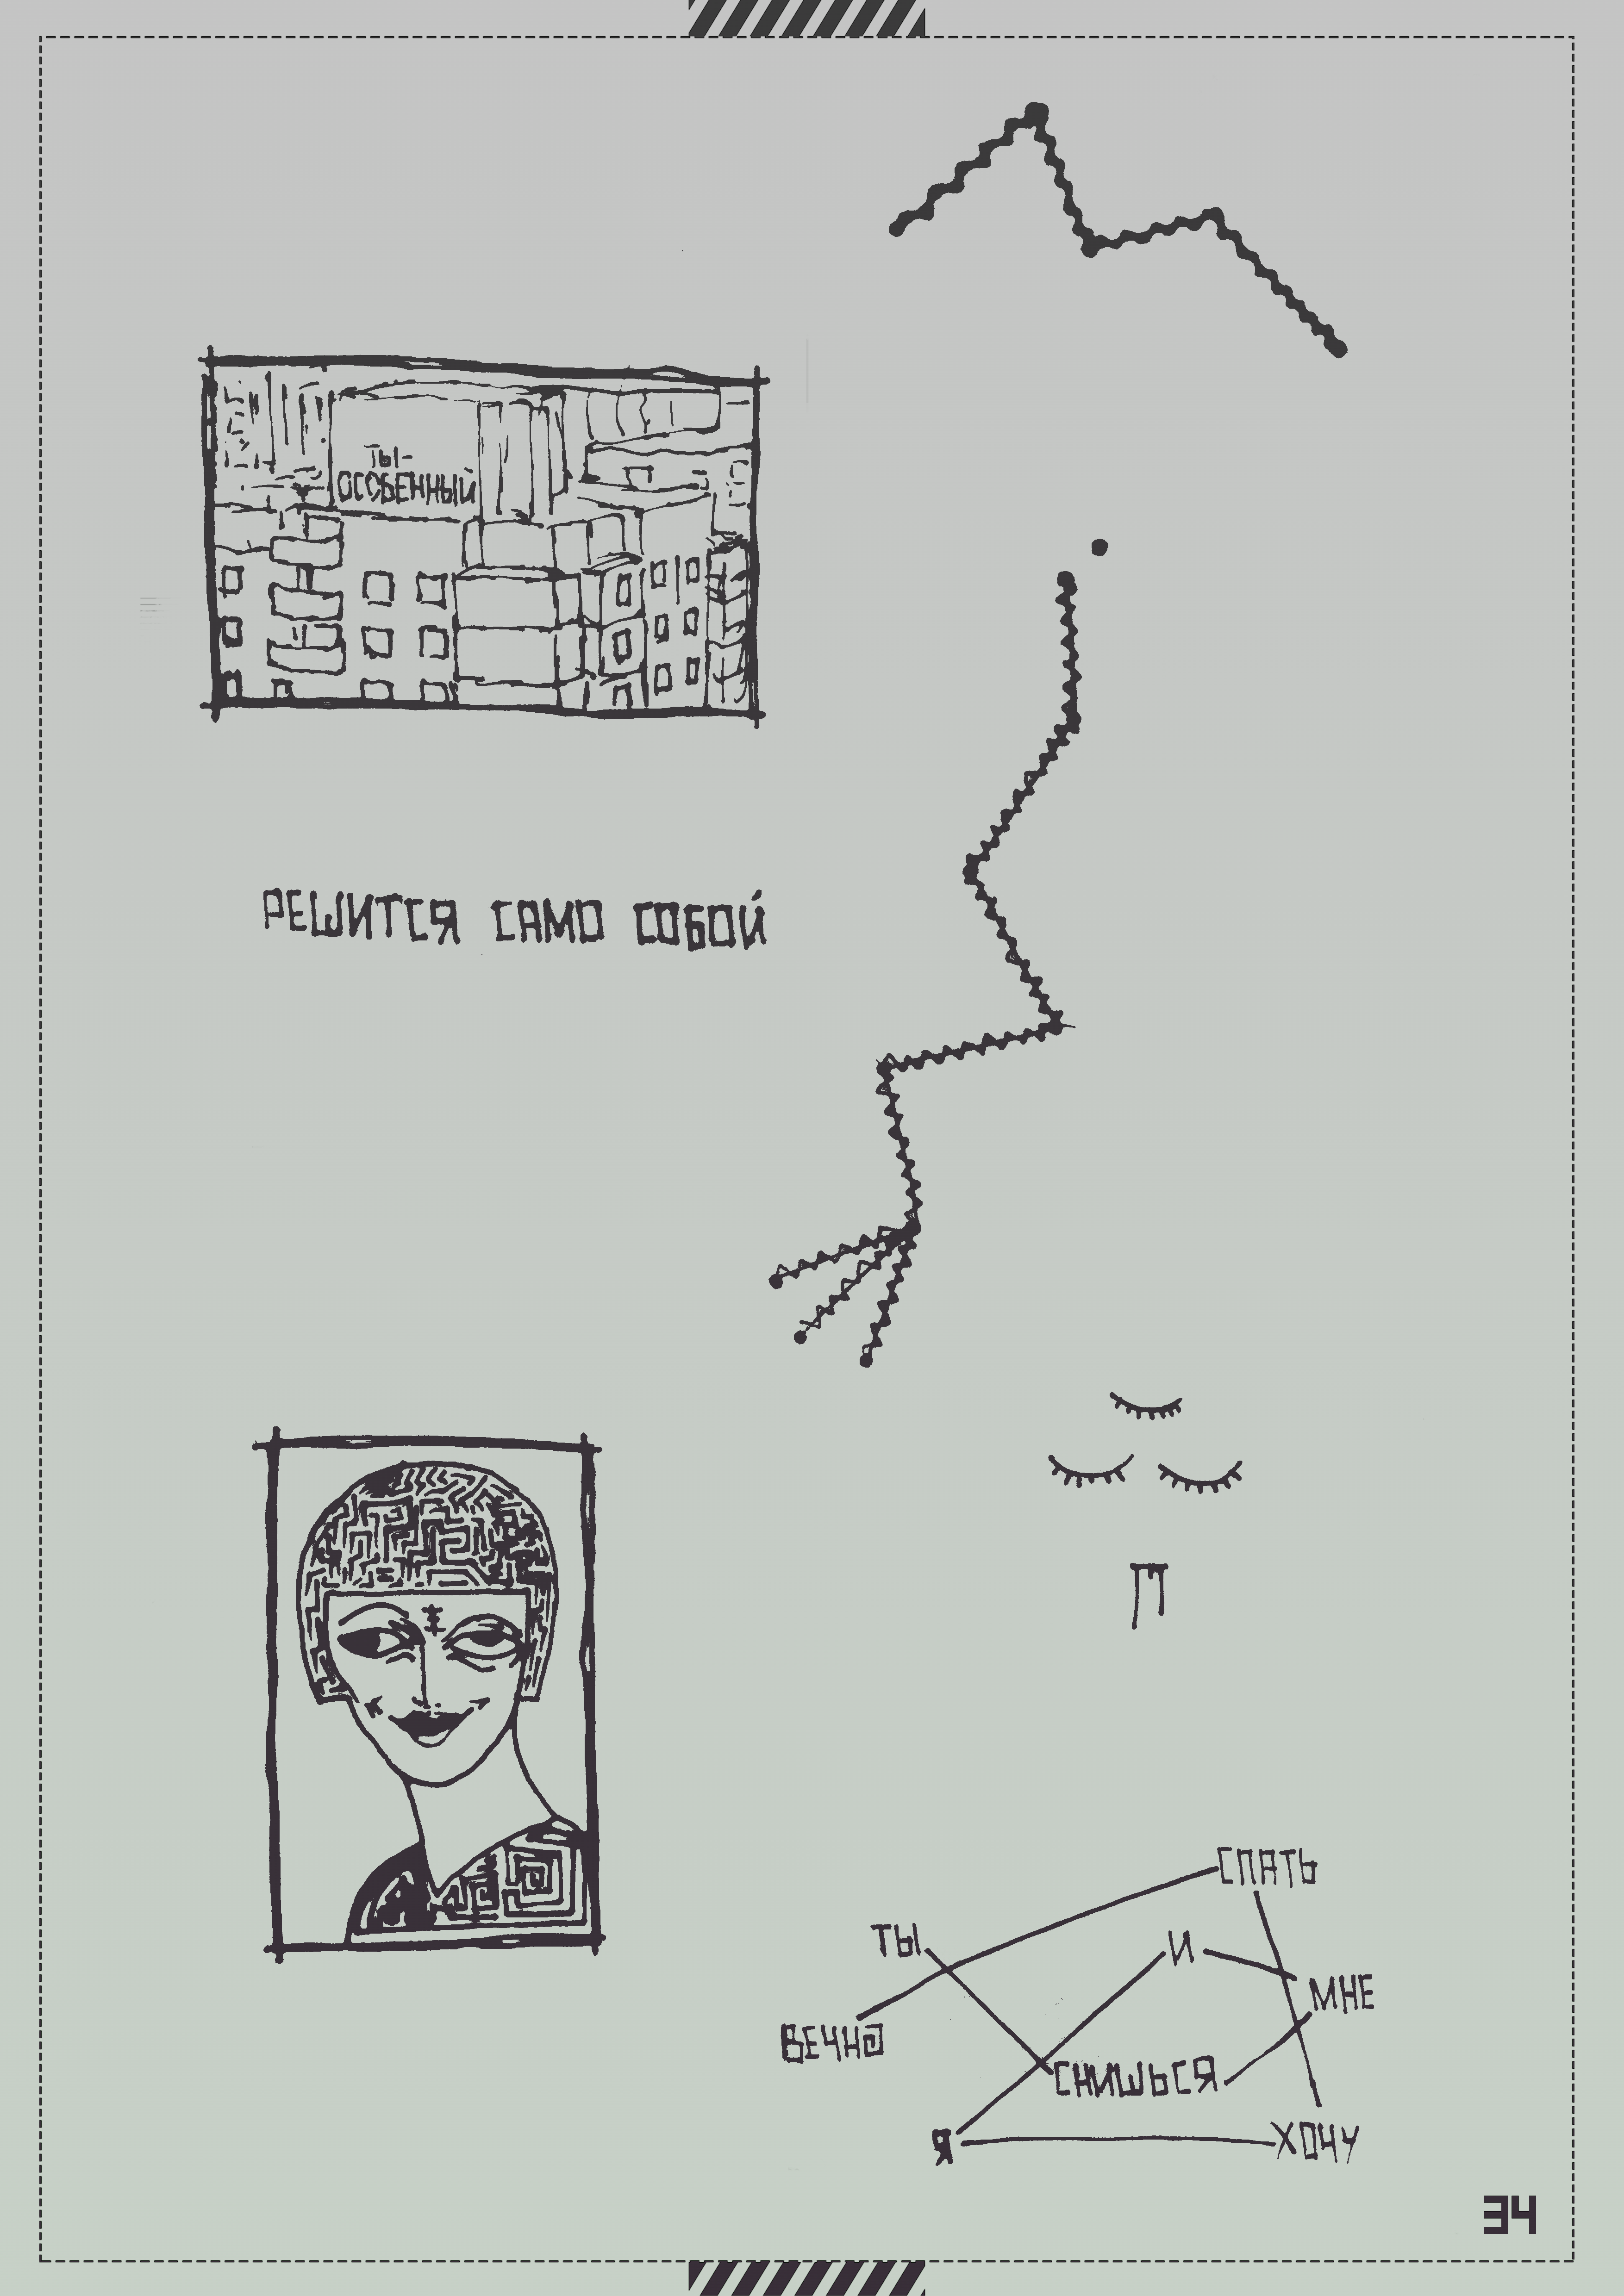 ТЫ-
ОСОБЕННЫЙ
РЕШИТСЯ САМО СОБОЙ
СПАТЬ
ТЫ
И
МНЕ
ВЕЧНО
СНИШЬСЯ
Я
ХОЧУ
34